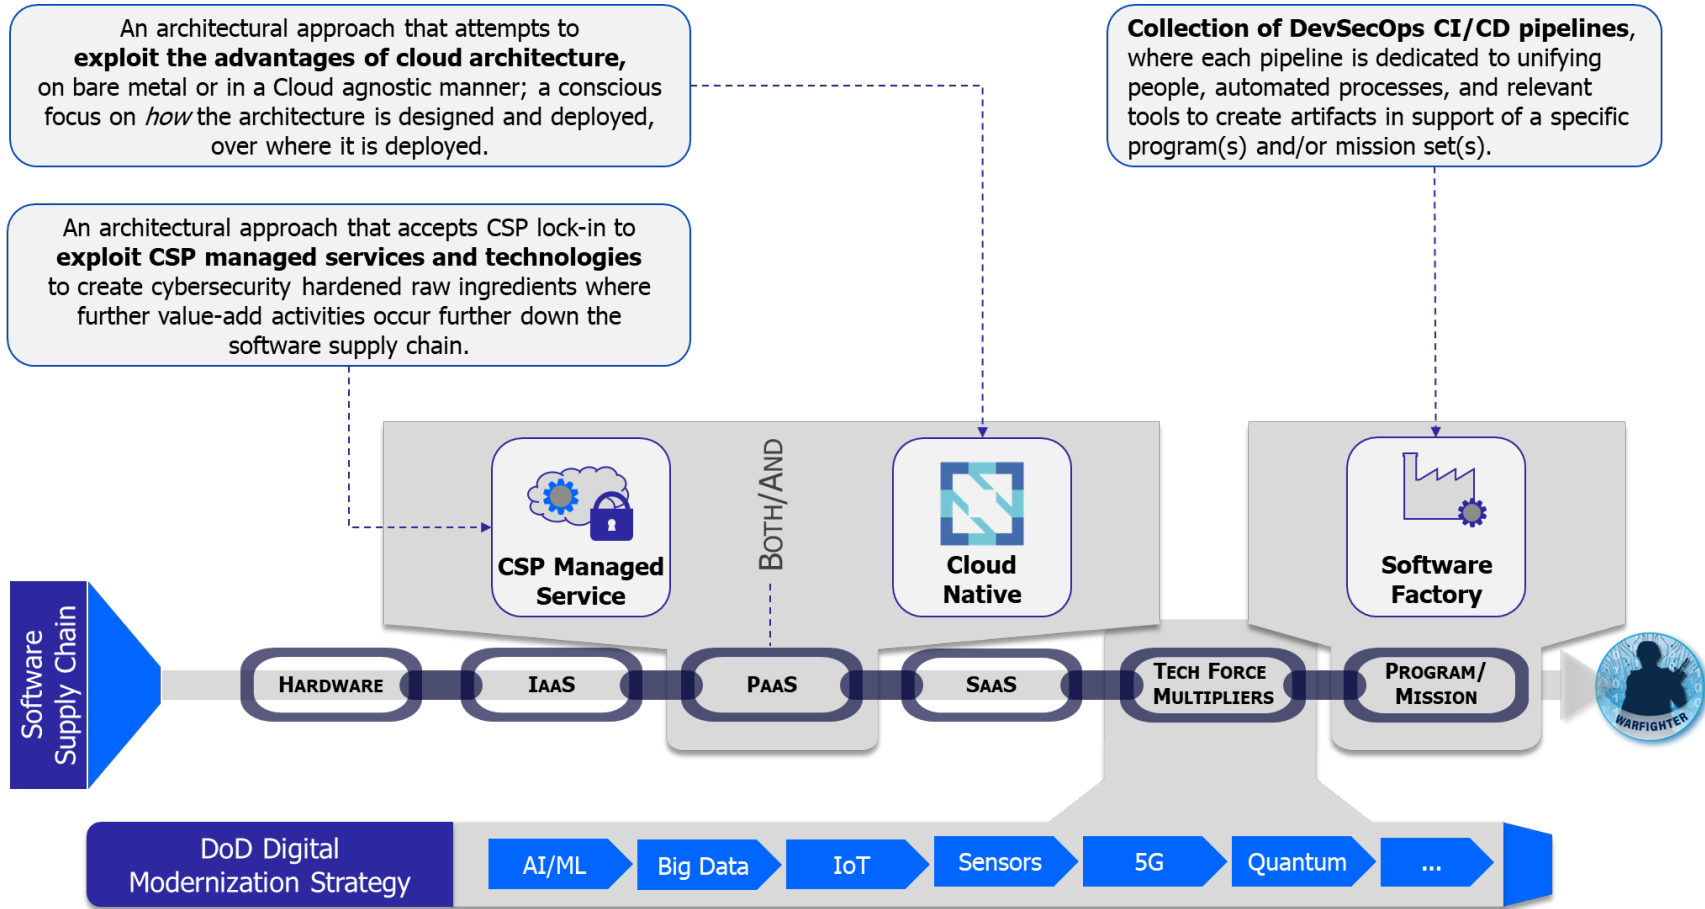 An architectural approach that attempts to
exploit the advantages of cloud architecture,
on bare metal or in a Cloud agnostic manner; a conscious
focus on how the architecture is designed and deployed,
over where it is deployed.
Collection of DevSecOps CI/CD pipelines,
where each pipeline is dedicated to unifying
people, automated processes, and relevant
tools to create artifacts in support of a specific
program(s) and/or mission set(s).
An architectural approach that accepts CSP lock-in to
exploit CSP managed services and technologies
to create cybersecurity hardened raw ingredients where
further value-add activities occur further down the
software supply chain.
CSP Managed
Service
BOTH/AND
Cloud
Native
Software
Factory
Software
Supply Chain
HARDWARE
IAAS
PAAS
SAAS
TECH FORCE
MULTIPLIERS
PROGRAM/
MISSION
WARFIGHTER
DoD Digital
Modernization Strategy
AI/ML
Big Data
IoT
Sensors
5G
Quantum
...